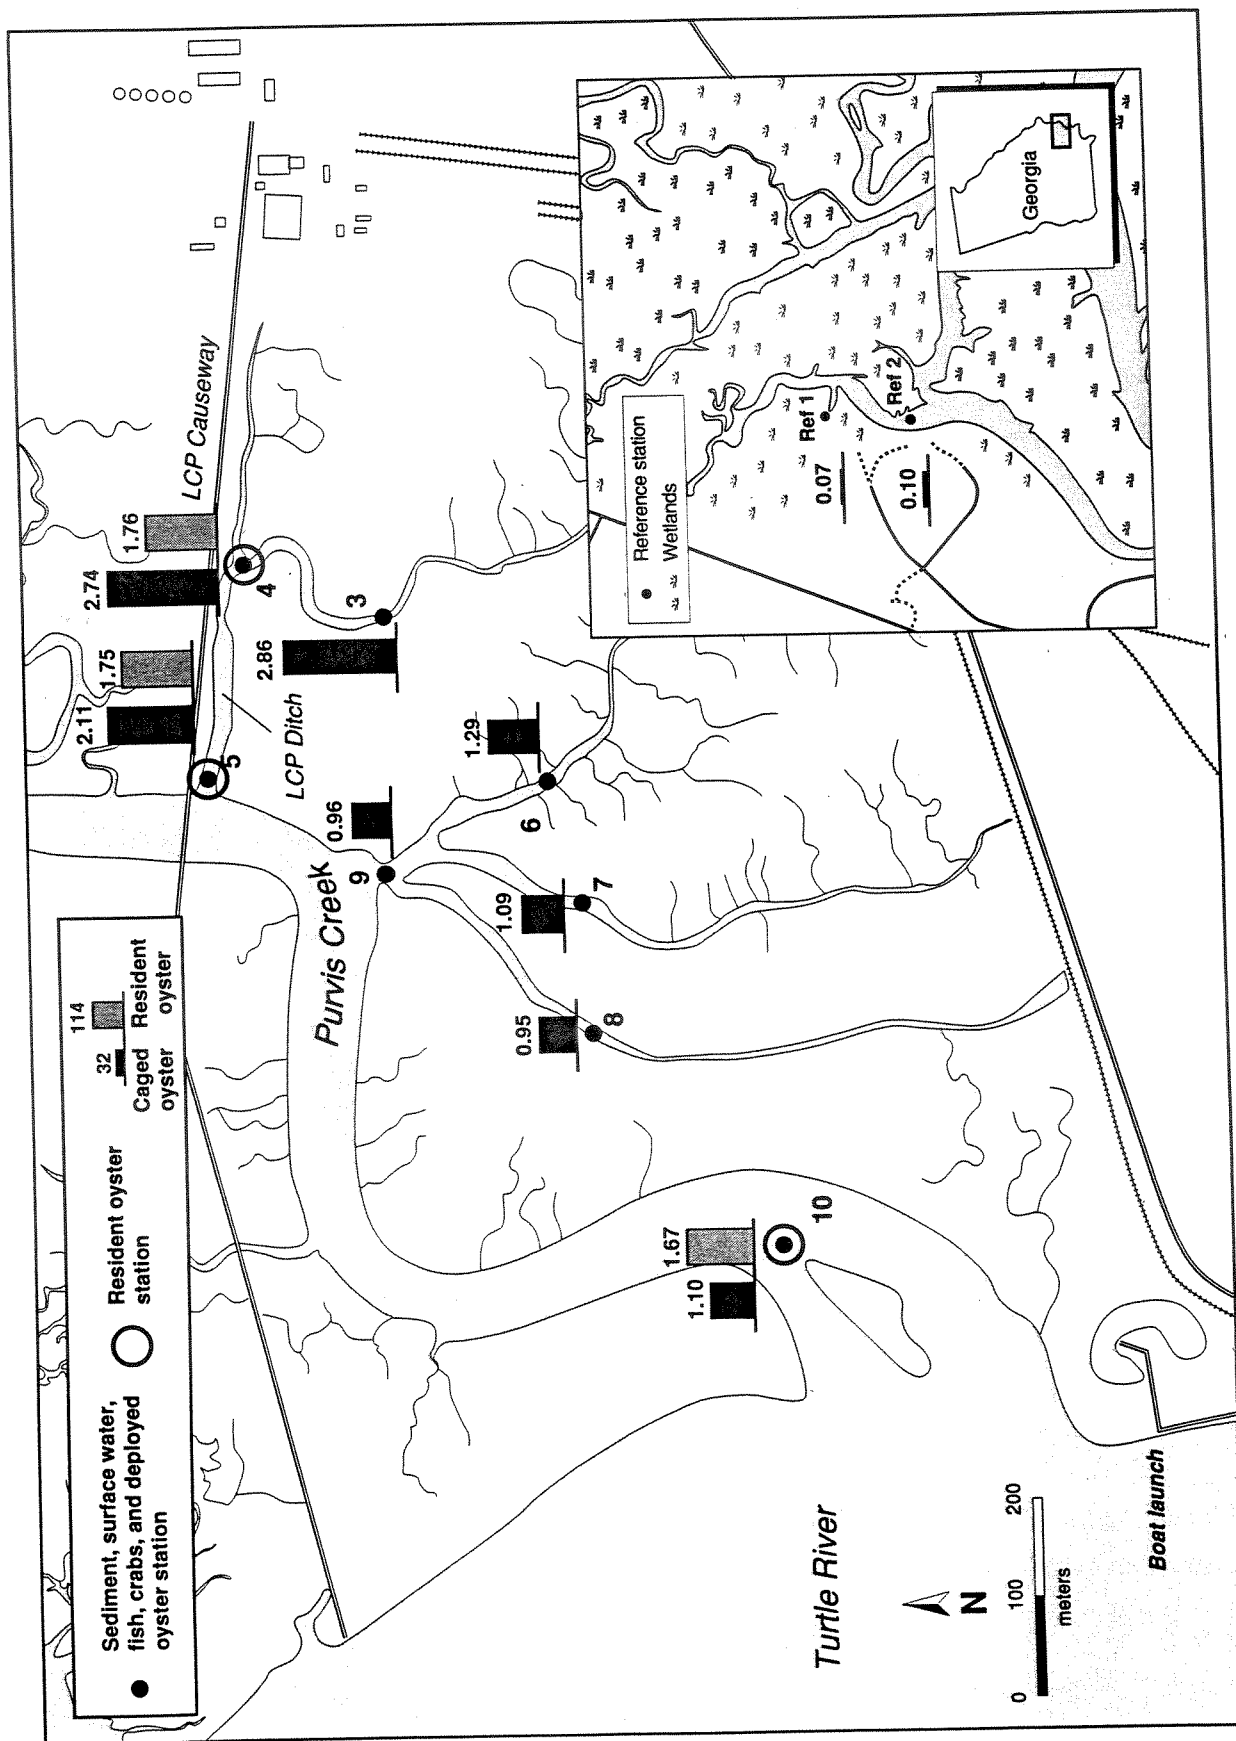 Sediment, surface water,
fish, crabs, and deployed
oyster station
Resident oyster
station
32
114
Caged
oyster
Resident
oyster
LCP Causeway
2.11
1.75
2.74
1.76
5
4
LCP Ditch
2.86
3
Purvis Creek
0.96
9
1.29
6
1.09
7
0.95
8
1.10
1.67
10
Turtle River
N
0
100
200
meters
Boat launch
Reference station
Wetlands
Ref 1
0.07
Ref 2
0.10
Georgia